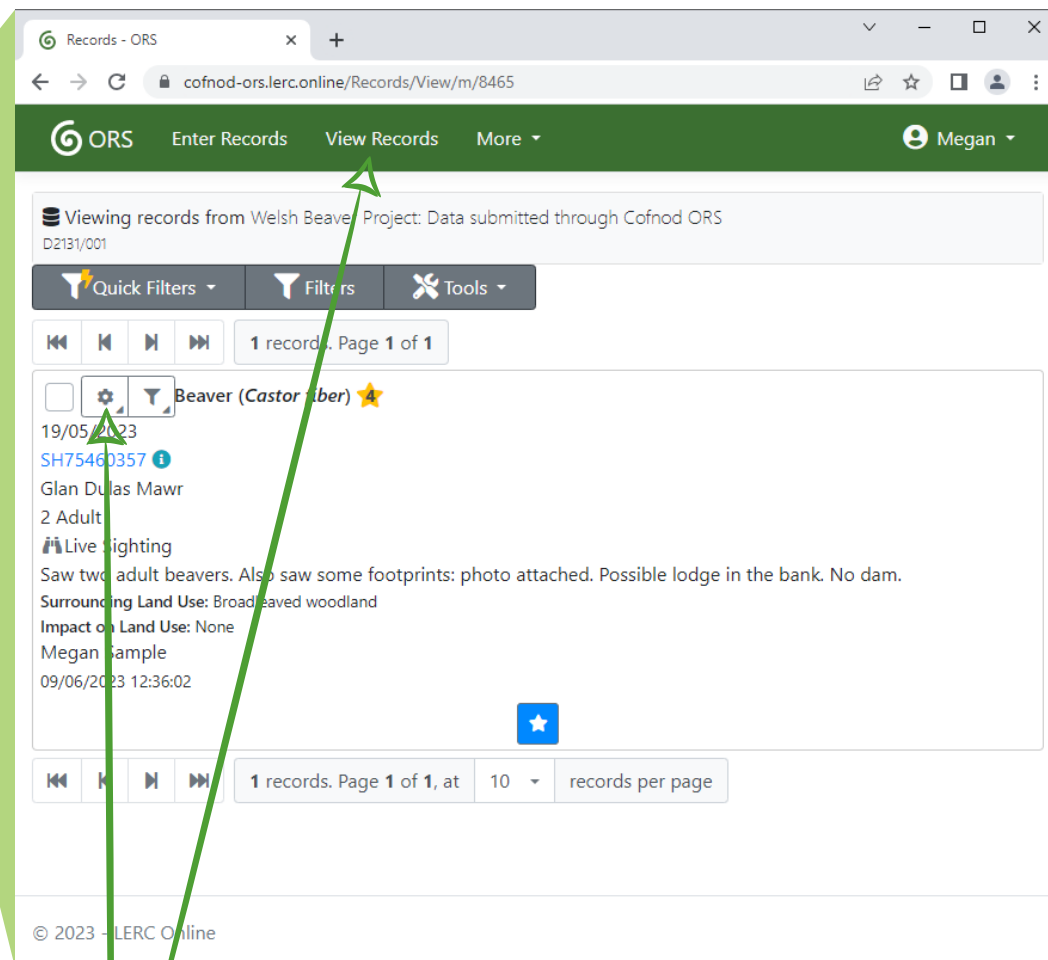 Records - ORS
cofnod-ors.lerc.online/Records/View/m/8465
ORS Enter Records View Records More Megan
Viewing records from Welsh Beaver Project: Data submitted through Cofnod ORS
D2131/001
Quick Filters Filters Tools
1 records. Page 1 of 1
Beaver (Castor fiber) 4
19/05/2023
SH75460357
Glan Dulas Mawr
2 Adult
Live Sighting
Saw two adult beavers. Also saw some footprints: photo attached. Possible lodge in the bank. No dam.
Surrounding Land Use: Broadleaved woodland
Impact on Land Use: None
Megan Sample
09/06/2023 12:36:02
1 records. Page 1 of 1, at 10 records per page
© 2023 - LERC Online